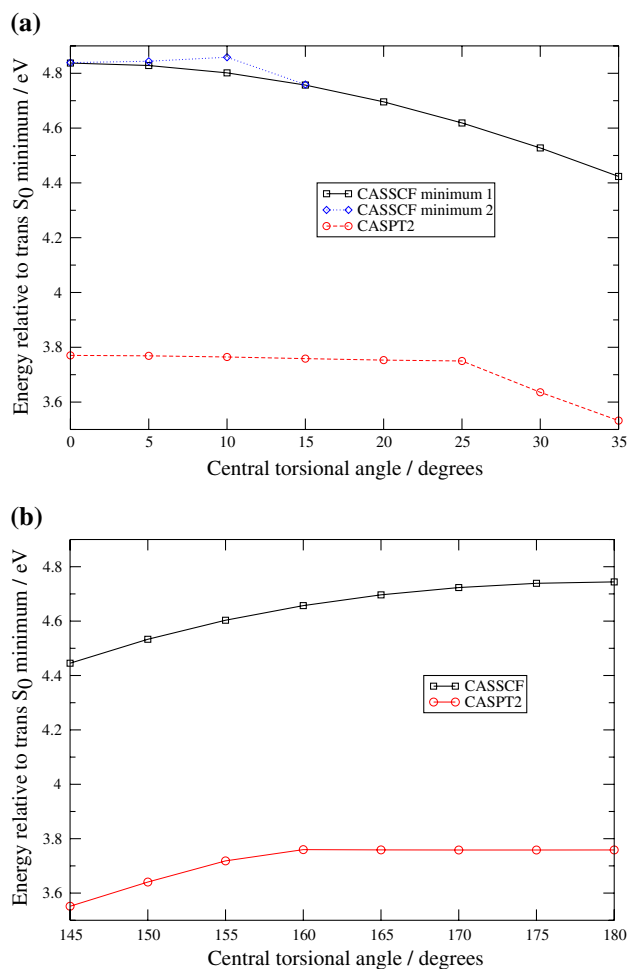 (a)
Energy relative to trans S0 minimum / eV
4.8
4.6
4.4
4.2
4
3.8
3.6
CASSCF minimum 1
CASSCF minimum 2
CASPT2
0 5 10 15 20 25 30 35
Central torsional angle / degrees
(b)
Energy relative to trans S0 minimum / eV
4.8
4.6
4.4
4.2
4
3.8
3.6
CASSCF
CASPT2
145 150 155 160 165 170 175 180
Central torsional angle / degrees